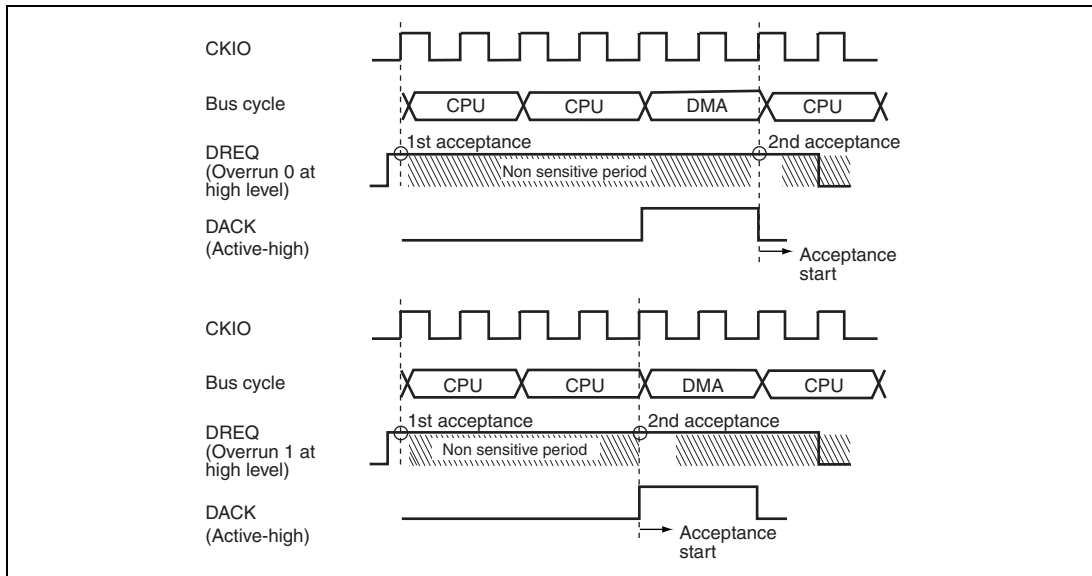 CKIO
Bus cycle
CPU CPU DMA CPU
1st acceptance 2nd acceptance
DREQ
(Overrun 0 at
high level)
Non sensitive period
DACK
(Active-high)
Acceptance
start
CKIO
Bus cycle
CPU CPU DMA CPU
1st acceptance 2nd acceptance
DREQ
(Overrun 1 at
high level)
Non sensitive period
DACK
(Active-high)
Acceptance
start